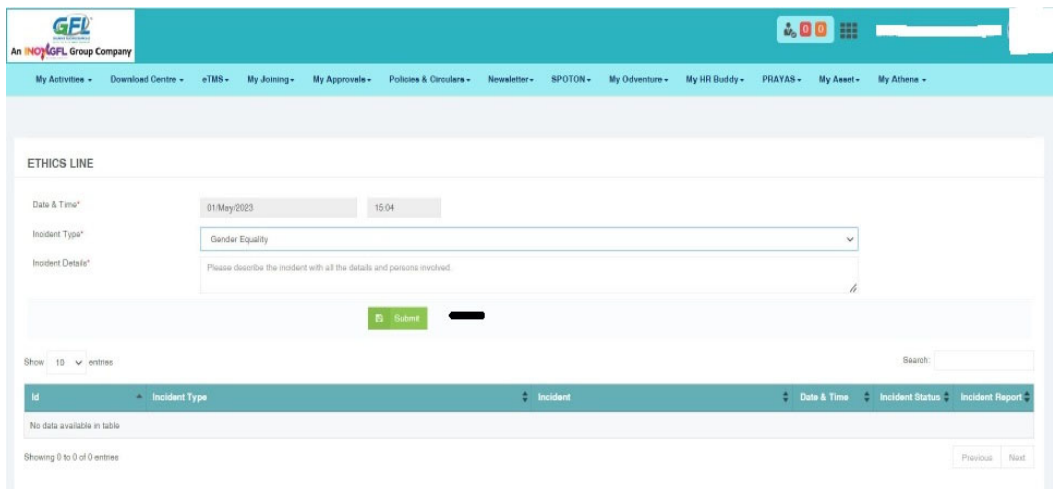 GFL
An INOXGFL Group Company
0 0
My Activities Download Centre eTMS My Joining My Approvals Policies & Circulars Newsletter SPOTON My Odventure My HR Buddy PRAYAS My Asset My Athena
ETHICS LINE
Date & Time* 01/May/2023 15:04
Incident Type* Gender Equality
Incident Details* Please describe the incident with all the details and persons involved.
Submit
Show 10 entries Search:
Id Incident Type Incident Date & Time Incident Status Incident Report
No data available in table
Showing 0 to 0 of 0 entries Previous Next